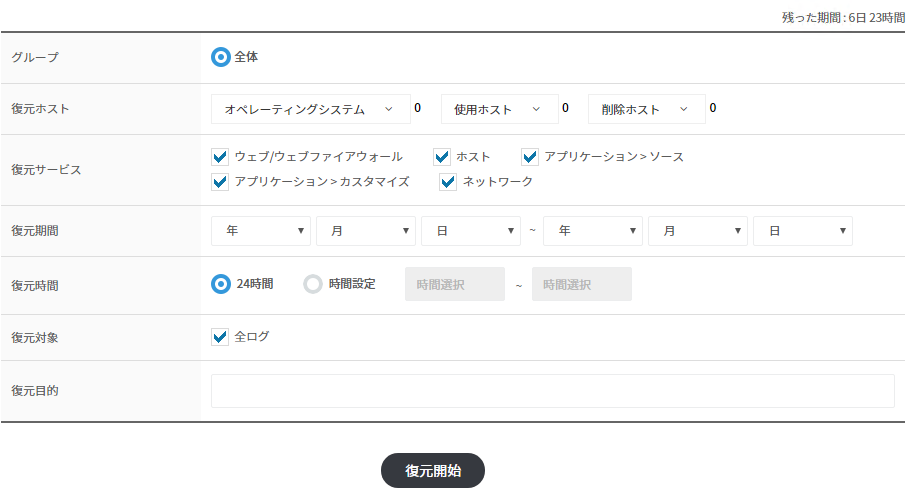 残った期間 : 6日 23時間
グループ 全体
復元ホスト オペレーティングシステム 0 使用ホスト 0 削除ホスト 0
復元サービス ウェブ/ウェブファイアウォール ホスト アプリケーション > ソース
アプリケーション > カスタマイズ ネットワーク
復元期間 年 月 日 ~ 年 月 日
復元時間 24時間 時間設定 時間選択 ~ 時間選択
復元対象 全ログ
復元目的
復元開始